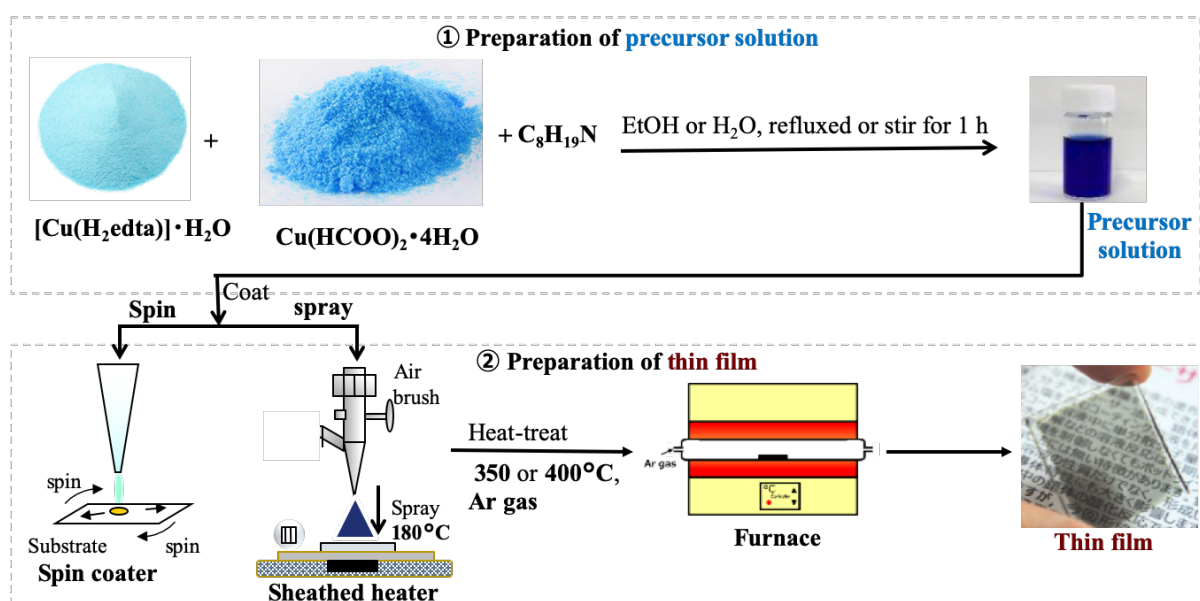 ① Preparation of precursor solution
+
+ C₈H₁₉N
EtOH or H₂O, refluxed or stir for 1 h
[Cu(H₂edta)]·H₂O
Cu(HCOO)₂•4H₂O
Precursor
solution
Coat
Spin
spray
② Preparation of thin film
Air
brush
spin
Substrate
spin
Spin coater
Spray
180°C
Sheathed heater
Heat-treat
350 or 400°C,
Ar gas
Ar gas
°C
Furnace
Thin film